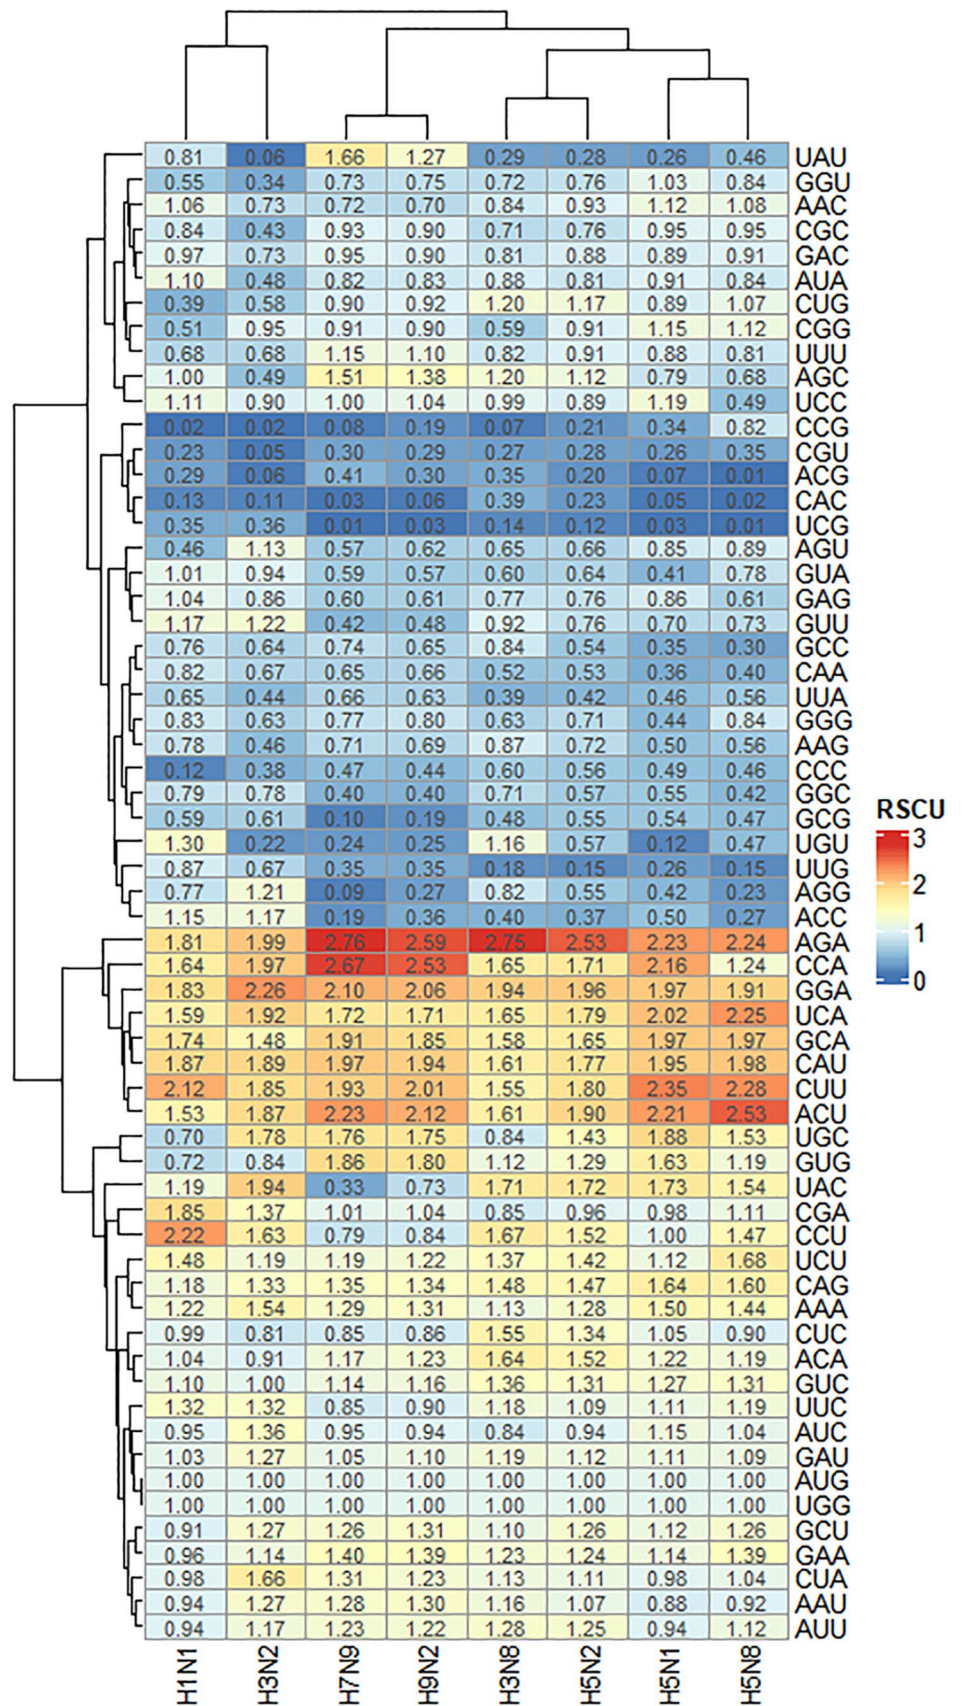 0.81 0.06 1.66 1.27 0.29 0.28 0.26 0.46 UAU
0.55 0.34 0.73 0.75 0.72 0.76 1.03 0.84 GGU
1.06 0.73 0.72 0.70 0.84 0.93 1.12 1.08 AAC
0.84 0.43 0.93 0.90 0.71 0.76 0.95 0.95 CGC
0.97 0.73 0.95 0.90 0.81 0.88 0.89 0.91 GAC
1.10 0.48 0.82 0.83 0.88 0.81 0.91 0.84 AUA
0.39 0.58 0.90 0.92 1.20 1.17 0.89 1.07 CUG
0.51 0.95 0.91 0.90 0.59 0.91 1.15 1.12 CGG
0.68 0.68 1.15 1.10 0.82 0.91 0.88 0.81 UUU
1.00 0.49 1.51 1.38 1.20 1.12 0.79 0.68 AGC
1.11 0.90 1.00 1.04 0.99 0.89 1.19 0.49 UCC
0.02 0.02 0.08 0.19 0.07 0.21 0.34 0.82 CCG
0.23 0.05 0.30 0.29 0.27 0.28 0.26 0.35 CGU
0.29 0.06 0.41 0.30 0.35 0.20 0.07 0.01 ACG
0.13 0.11 0.03 0.06 0.39 0.23 0.05 0.02 CAC
0.35 0.36 0.01 0.03 0.14 0.12 0.03 0.01 UCG
0.46 1.13 0.57 0.62 0.65 0.66 0.85 0.89 AGU
1.01 0.94 0.59 0.57 0.60 0.64 0.41 0.78 GUA
1.04 0.86 0.60 0.61 0.77 0.76 0.86 0.61 GAG
1.17 1.22 0.42 0.48 0.92 0.76 0.70 0.73 GUU
0.76 0.64 0.74 0.65 0.84 0.54 0.35 0.30 GCC
0.82 0.67 0.65 0.66 0.52 0.53 0.36 0.40 CAA
0.65 0.44 0.66 0.63 0.39 0.42 0.46 0.56 UUA
0.83 0.63 0.77 0.80 0.63 0.71 0.44 0.84 GGG
0.78 0.46 0.71 0.69 0.87 0.72 0.50 0.56 AAG
0.12 0.38 0.47 0.44 0.60 0.56 0.49 0.46 CCC
0.79 0.78 0.40 0.40 0.71 0.57 0.55 0.42 GGC
0.59 0.61 0.10 0.19 0.48 0.55 0.54 0.47 GCG
1.30 0.22 0.24 0.25 1.16 0.57 0.12 0.47 UGU
0.87 0.67 0.35 0.35 0.18 0.15 0.26 0.15 UUG
0.77 1.21 0.09 0.27 0.82 0.55 0.42 0.23 AGG
1.15 1.17 0.19 0.36 0.40 0.37 0.50 0.27 ACC
1.81 1.99 2.76 2.59 2.75 2.53 2.23 2.24 AGA
1.64 1.97 2.67 2.53 1.65 1.71 2.16 1.24 CCA
1.83 2.26 2.10 2.06 1.94 1.96 1.97 1.91 GGA
1.59 1.92 1.72 1.71 1.65 1.79 2.02 2.25 UCA
1.74 1.48 1.91 1.85 1.58 1.65 1.97 1.97 GCA
1.87 1.89 1.97 1.94 1.61 1.77 1.95 1.98 CAU
2.12 1.85 1.93 2.01 1.55 1.80 2.35 2.28 CUU
1.53 1.87 2.23 2.12 1.61 1.90 2.21 2.53 ACU
0.70 1.78 1.76 1.75 0.84 1.43 1.88 1.53 UGC
0.72 0.84 1.86 1.80 1.12 1.29 1.63 1.19 GUG
1.19 1.94 0.33 0.73 1.71 1.72 1.73 1.54 UAC
1.85 1.37 1.01 1.04 0.85 0.96 0.98 1.11 CGA
2.22 1.63 0.79 0.84 1.67 1.52 1.00 1.47 CCU
1.48 1.19 1.19 1.22 1.37 1.42 1.12 1.68 UCU
1.18 1.33 1.35 1.34 1.48 1.47 1.64 1.60 CAG
1.22 1.54 1.29 1.31 1.13 1.28 1.50 1.44 AAA
0.99 0.81 0.85 0.86 1.55 1.34 1.05 0.90 CUC
1.04 0.91 1.17 1.23 1.64 1.52 1.22 1.19 ACA
1.10 1.00 1.14 1.16 1.36 1.31 1.27 1.31 GUC
1.32 1.32 0.85 0.90 1.18 1.09 1.11 1.19 UUC
0.95 1.36 0.95 0.94 0.84 0.94 1.15 1.04 AUC
1.03 1.27 1.05 1.10 1.19 1.12 1.11 1.09 GAU
1.00 1.00 1.00 1.00 1.00 1.00 1.00 1.00 AUG
1.00 1.00 1.00 1.00 1.00 1.00 1.00 1.00 UGG
0.91 1.27 1.26 1.31 1.10 1.26 1.12 1.26 GCU
0.96 1.14 1.40 1.39 1.23 1.24 1.14 1.39 GAA
0.98 1.66 1.31 1.23 1.13 1.11 0.98 1.04 CUA
0.94 1.27 1.28 1.30 1.16 1.07 0.88 0.92 AAU
0.94 1.17 1.23 1.22 1.28 1.25 0.94 1.12 AUU
H1N1 H3N2 H7N9 H9N2 H3N8 H5N2 H5N1 H5N8
RSCU
3
2
1
0